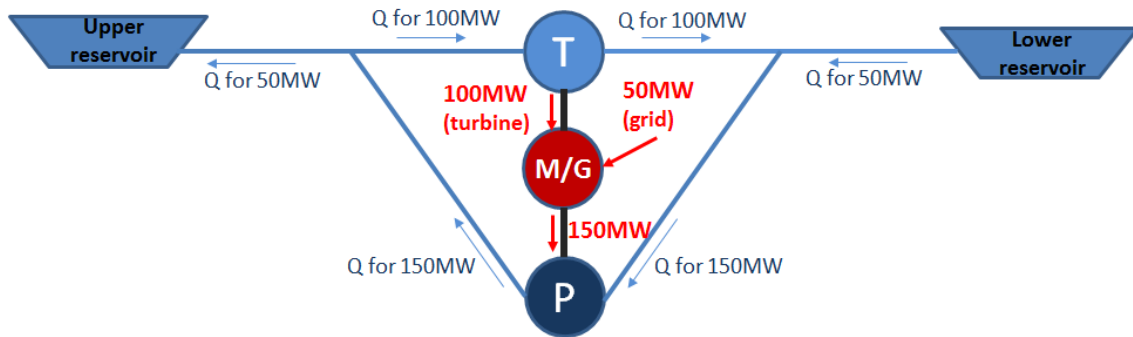 Upper
reservoir
Q for 100MW
T
Q for 100MW
Lower
reservoir
Q for 50MW
Q for 50MW
100MW
(turbine)
50MW
(grid)
M/G
150MW
Q for 150MW
P
Q for 150MW